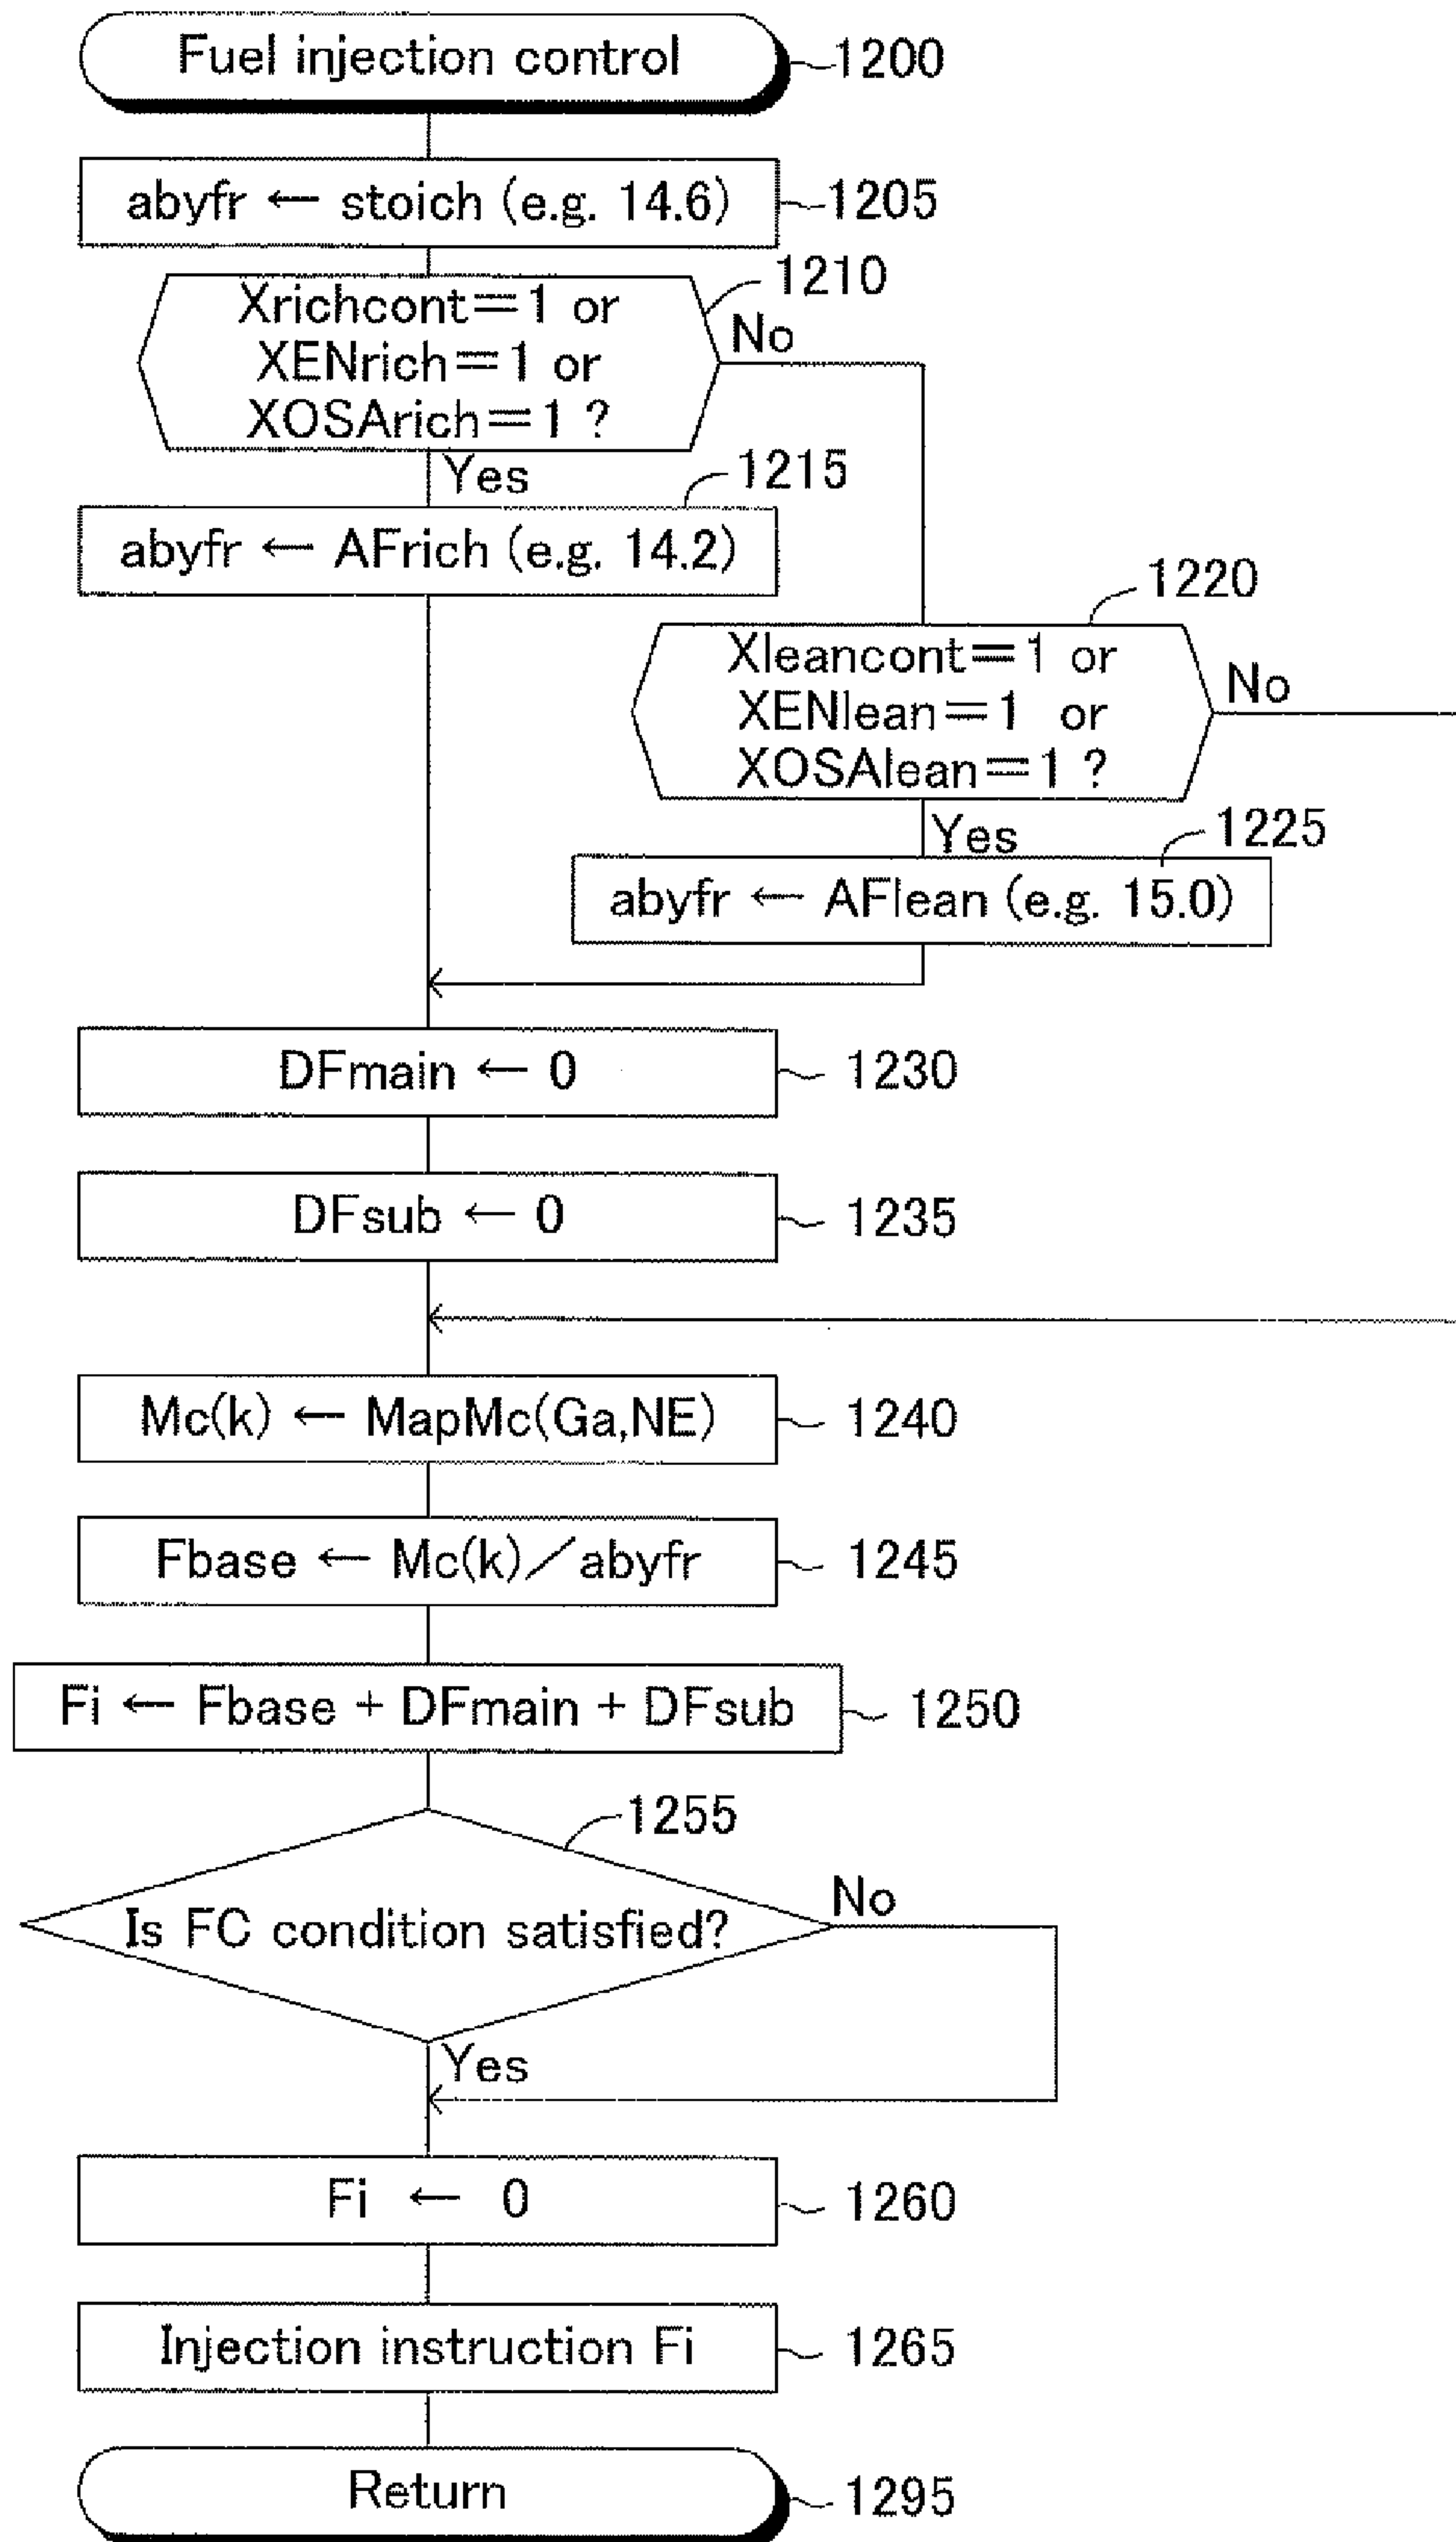 Fuel injection control
1200
abyfr ← stoich (e.g. 14.6)
1205
1210
Xrichcont=1 or
XENrich=1 or
XOSArich=1 ?
No
Yes
1215
abyfr ← AFrich (e.g. 14.2)
1220
Xleancont=1 or
XENlean=1 or
XOSAlean=1 ?
No
Yes
1225
abyfr ← AFlean (e.g. 15.0)
DFmain ← 0
1230
DFsub ← 0
1235
Mc(k) ← MapMc(Ga,NE)
1240
Fbase ← Mc(k)/abyfr
1245
Fi ← Fbase + DFmain + DFsub
1250
1255
Is FC condition satisfied?
No
Yes
Fi ← 0
1260
Injection instruction Fi
1265
Return
1295